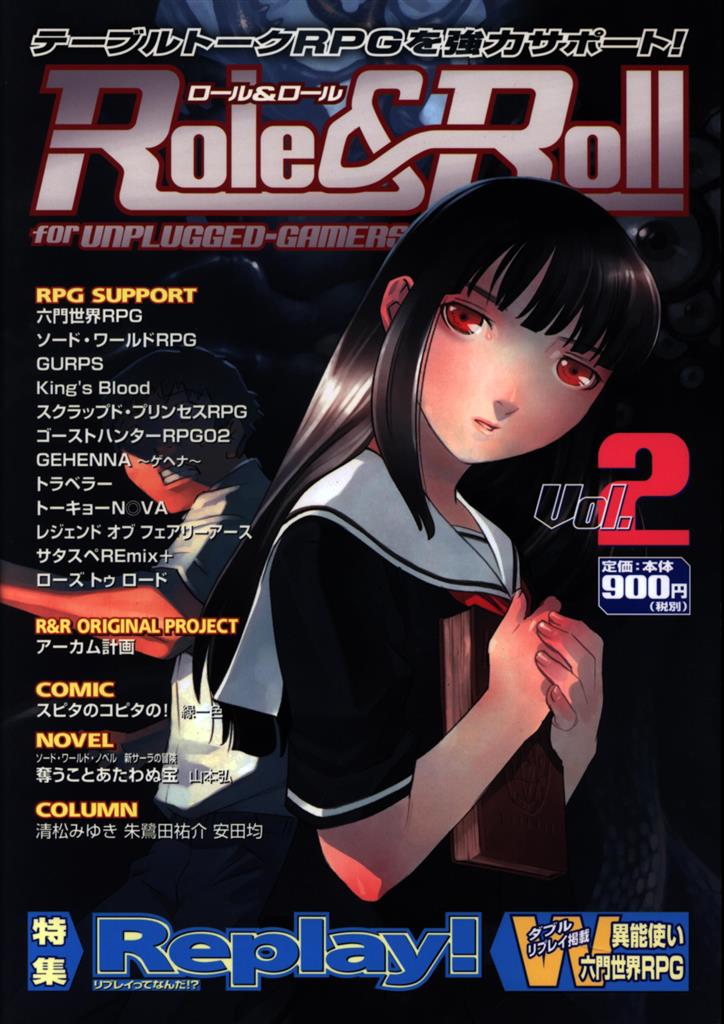 テーブルトークRPGを強力サポート!
ロール&ロール
Role&Roll
for UNPLUGGED-GAMERS
RPG SUPPORT
六門世界RPG
ソード・ワールドRPG
GURPS
King's Blood
スクラップド・プリンセスRPG
ゴーストハンターRPG02
GEHENNA ～ゲヘナ～
トラベラー
トーキョーN◎VA
レジェンド オブ フェアリーアース
サタスペREmix+
ローズ トゥ ロード
Vol.2
定価:本体
900円
(税別)
R&R ORIGINAL PROJECT
アーカム計画
COMIC
スピタのコピタの! 緑一色
NOVEL
ソード・ワールド・ノベル 新サーラの冒険
奪うことあたわぬ宝 山本弘
COLUMN
清松みゆき 朱鷺田祐介 安田均
特集
Replay!
リプレイってなんだ!?
ダブル
リプレイ掲載
W
異能使い
六門世界RPG